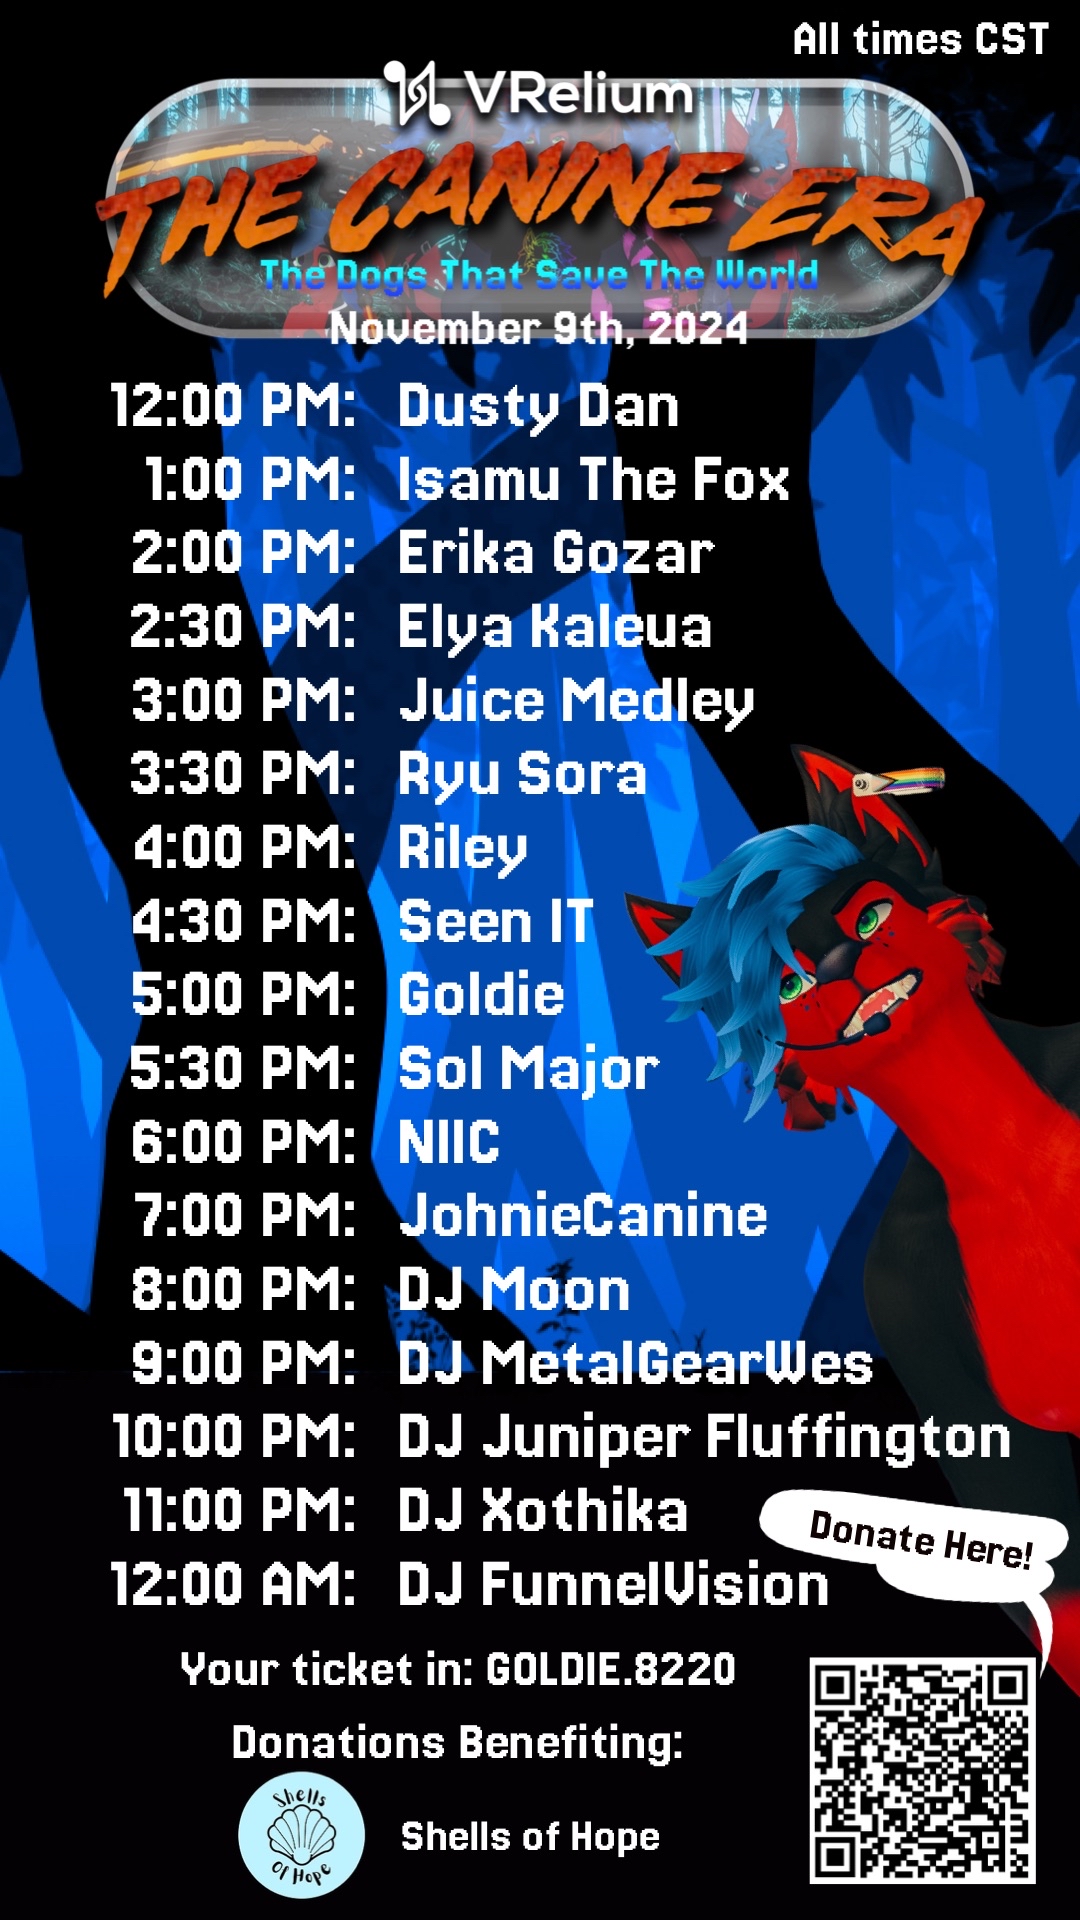 All times CST
VRelium
THE CANINE ERA
The Dogs That Save The World
November 9th, 2024
12:00 PM: Dusty Dan
1:00 PM: Isamu The Fox
2:00 PM: Erika Gozar
2:30 PM: Elya Kaleua
3:00 PM: Juice Medley
3:30 PM: Ryu Sora
4:00 PM: Riley
4:30 PM: Seen IT
5:00 PM: Goldie
5:30 PM: Sol Major
6:00 PM: NIIC
7:00 PM: JohnieCanine
8:00 PM: DJ Moon
9:00 PM: DJ MetalGearWes
10:00 PM: DJ Juniper Fluffington
11:00 PM: DJ Xothika
12:00 AM: DJ FunnelVision
Donate Here!
Your ticket in: GOLDIE.8220
Donations Benefiting:
Shells
Of Hope
Shells of Hope